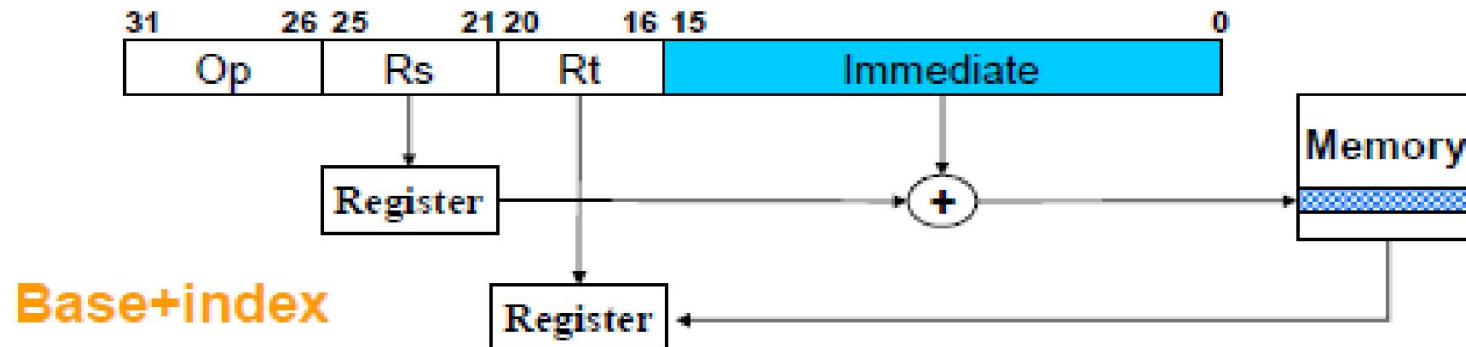 31 26 25 21 20 16 15 0
Op Rs Rt Immediate
Memory
Register +
Base+index
Register